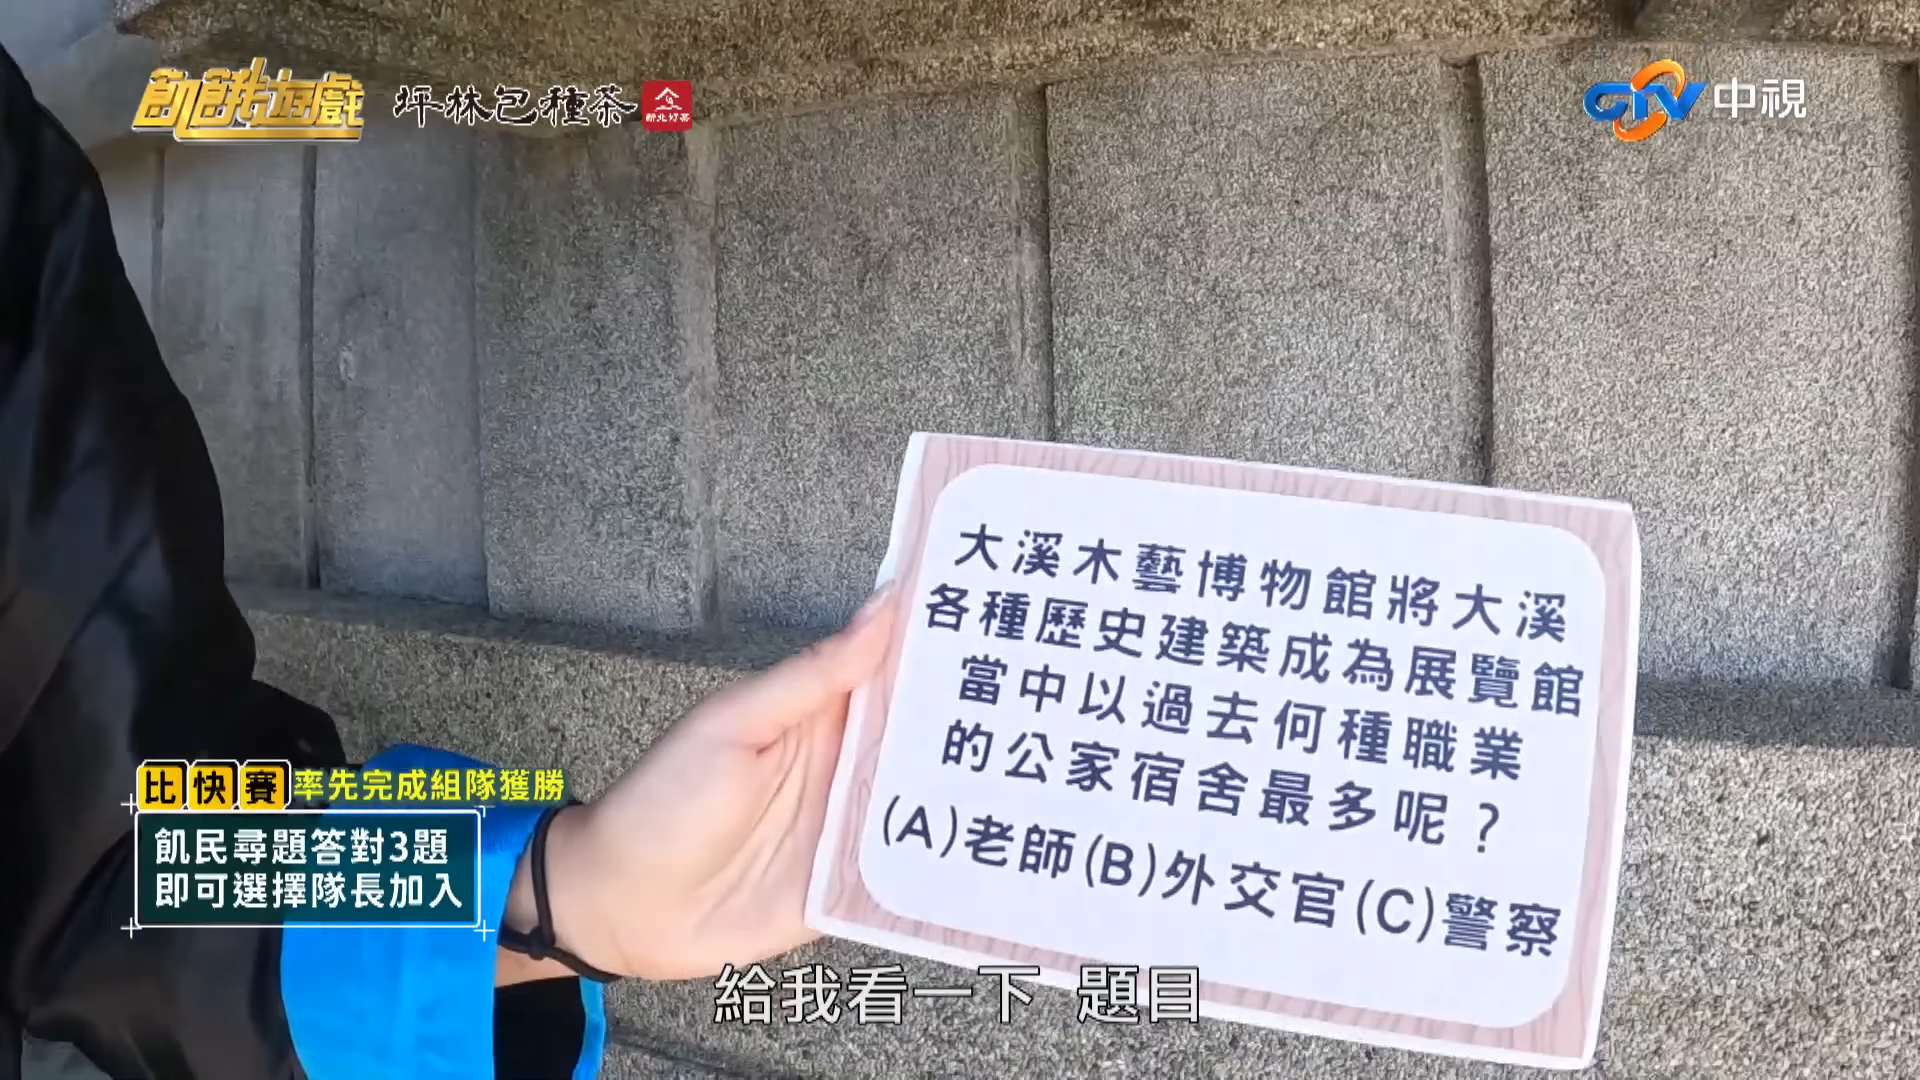 飢餓遊戲
坪林包種茶
新北好茶
CTV中視
大溪木藝博物館將大溪
各種歷史建築成為展覽館
當中以過去何種職業
的公家宿舍最多呢？
(A)老師(B)外交官(C)警察
比快賽 率先完成組隊獲勝
飢民尋題答對3題
即可選擇隊長加入
給我看一下 題目